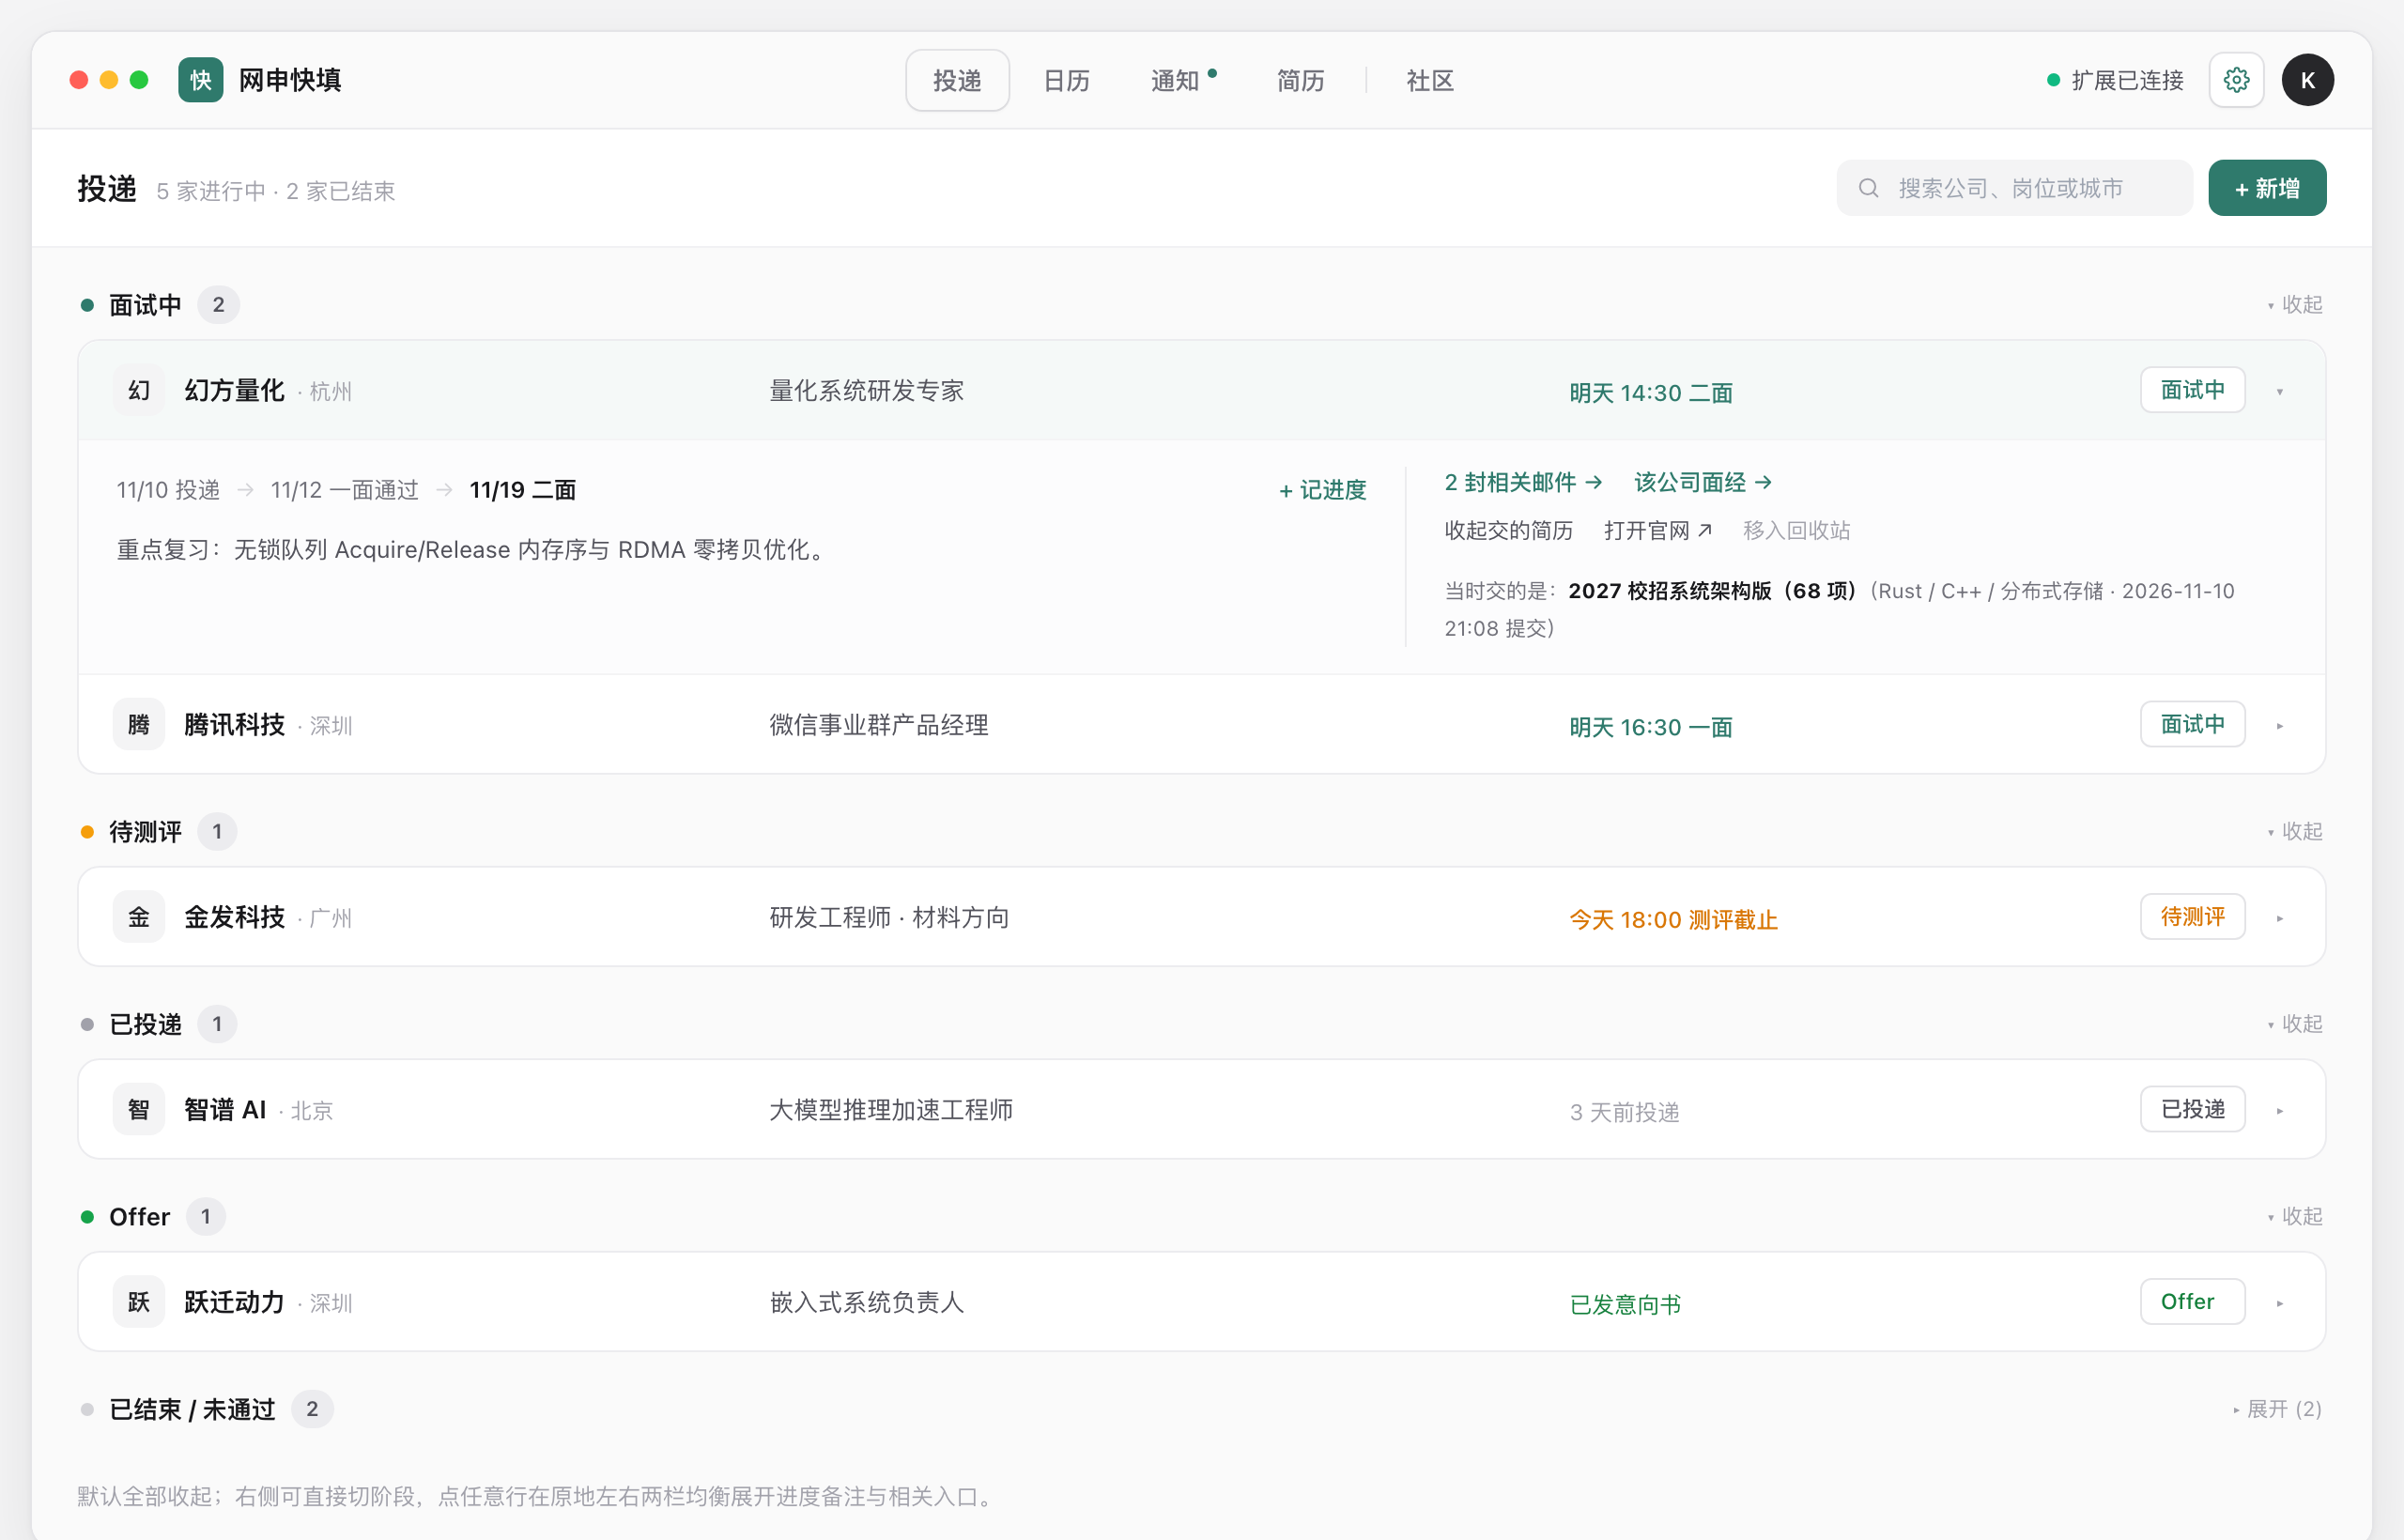 快 网申快填 投递 日历 通知 简历 社区 扩展已连接 K
投递 5 家进行中 · 2 家已结束 搜索公司、岗位或城市 + 新增
面试中 2 ▾ 收起
幻 幻方量化 · 杭州 量化系统研发专家 明天 14:30 二面 面试中 ▾
11/10 投递 → 11/12 一面通过 → 11/19 二面 + 记进度
重点复习：无锁队列 Acquire/Release 内存序与 RDMA 零拷贝优化。
2 封相关邮件 → 该公司面经 →
收起交的简历 打开官网 ↗ 移入回收站
当时交的是：2027 校招系统架构版（68 项）（Rust / C++ / 分布式存储 · 2026-11-10
21:08 提交）
腾 腾讯科技 · 深圳 微信事业群产品经理 明天 16:30 一面 面试中 ▸
待测评 1 ▾ 收起
金 金发科技 · 广州 研发工程师 · 材料方向 今天 18:00 测评截止 待测评 ▸
已投递 1 ▾ 收起
智 智谱 AI · 北京 大模型推理加速工程师 3 天前投递 已投递 ▸
Offer 1 ▾ 收起
跃 跃迁动力 · 深圳 嵌入式系统负责人 已发意向书 Offer ▸
已结束 / 未通过 2 ▸ 展开 (2)
默认全部收起；右侧可直接切阶段，点任意行在原地左右两栏均衡展开进度备注与相关入口。